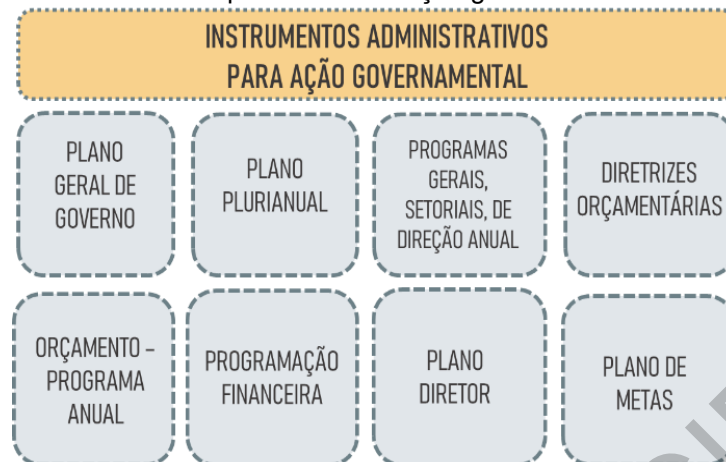 INSTRUMENTOS ADMINISTRATIVOS
PARA AÇÃO GOVERNAMENTAL
PLANO
GERAL DE
GOVERNO
PLANO
PLURIANUAL
PROGRAMAS
GERAIS,
SETORIAIS, DE
DIREÇÃO ANUAL
DIRETRIZES
ORÇAMENTÁRIAS
ORÇAMENTO –
PROGRAMA
ANUAL
PROGRAMAÇÃO
FINANCEIRA
PLANO
DIRETOR
PLANO DE
METAS